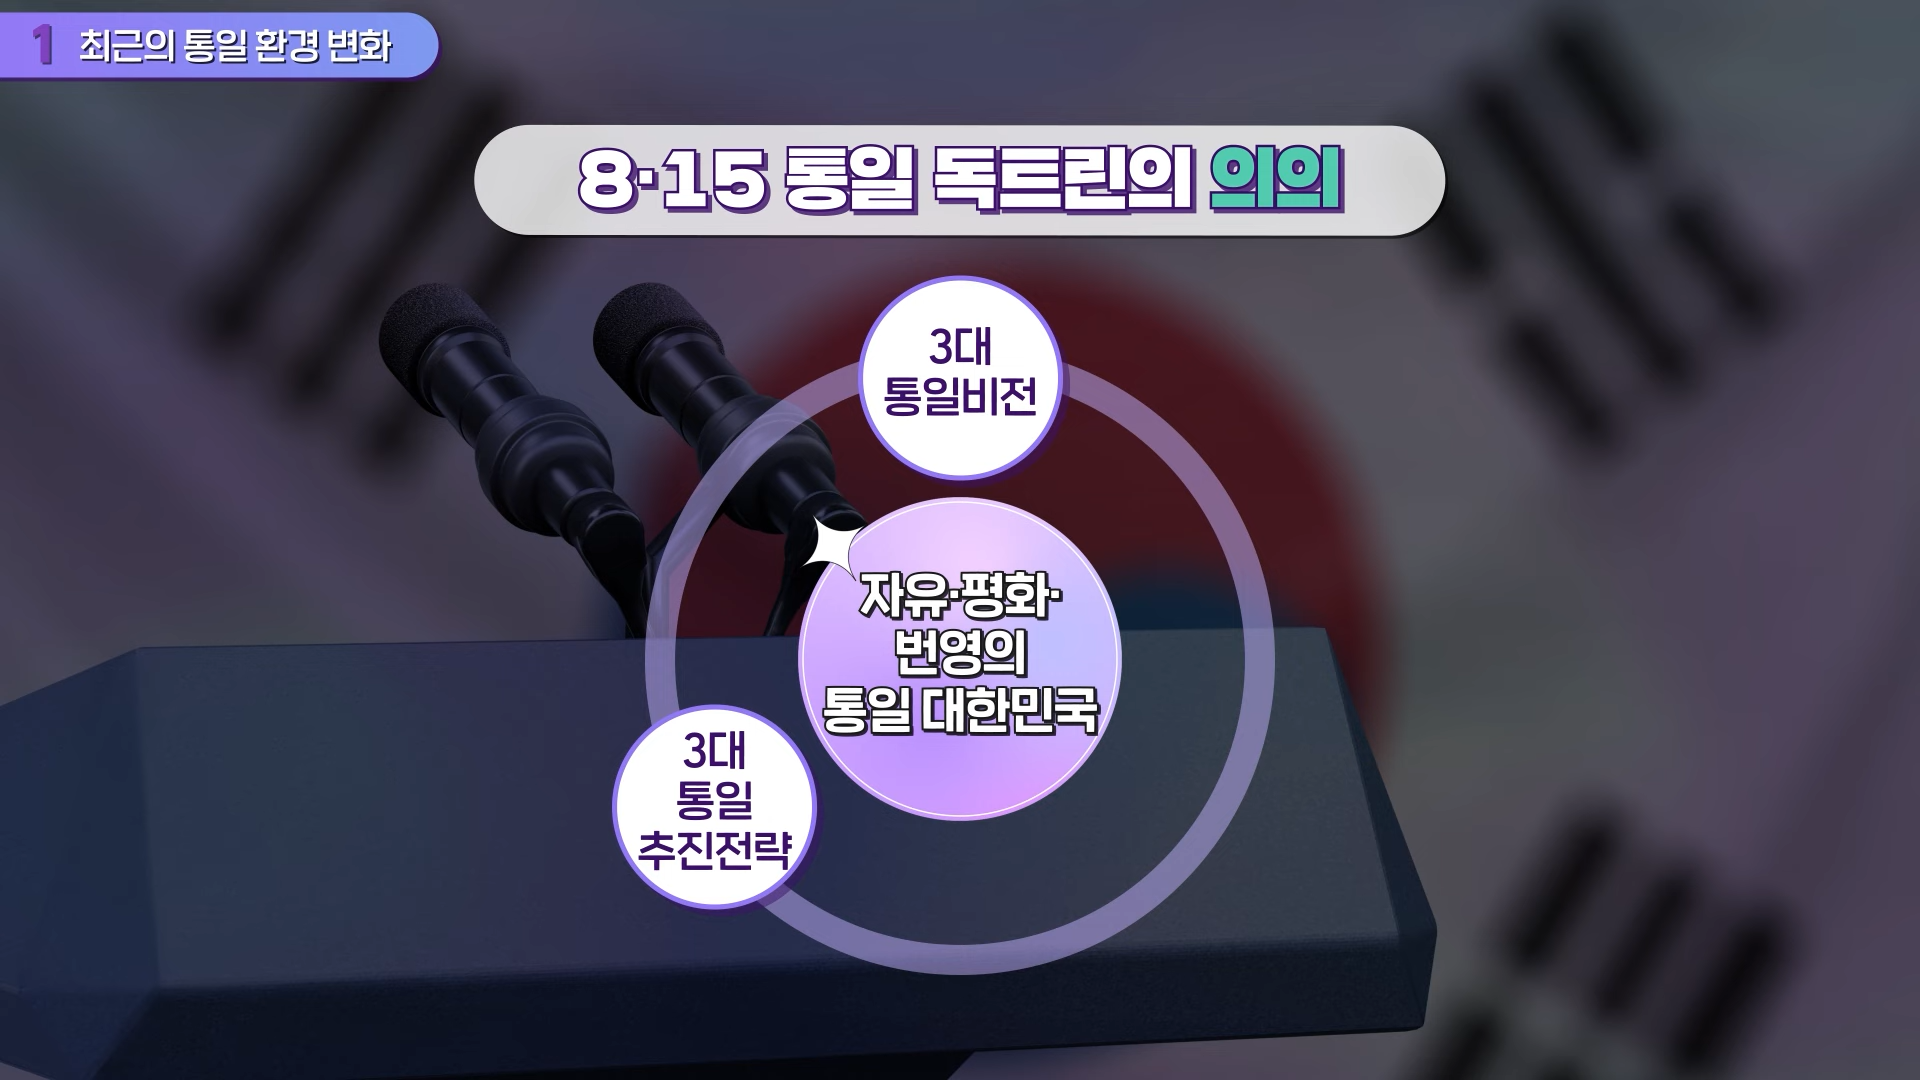 1 최근의 통일 환경 변화
8·15 통일 독트린의 의의
3대
통일비전
자유·평화·
번영의
통일 대한민국
3대
통일
추진전략